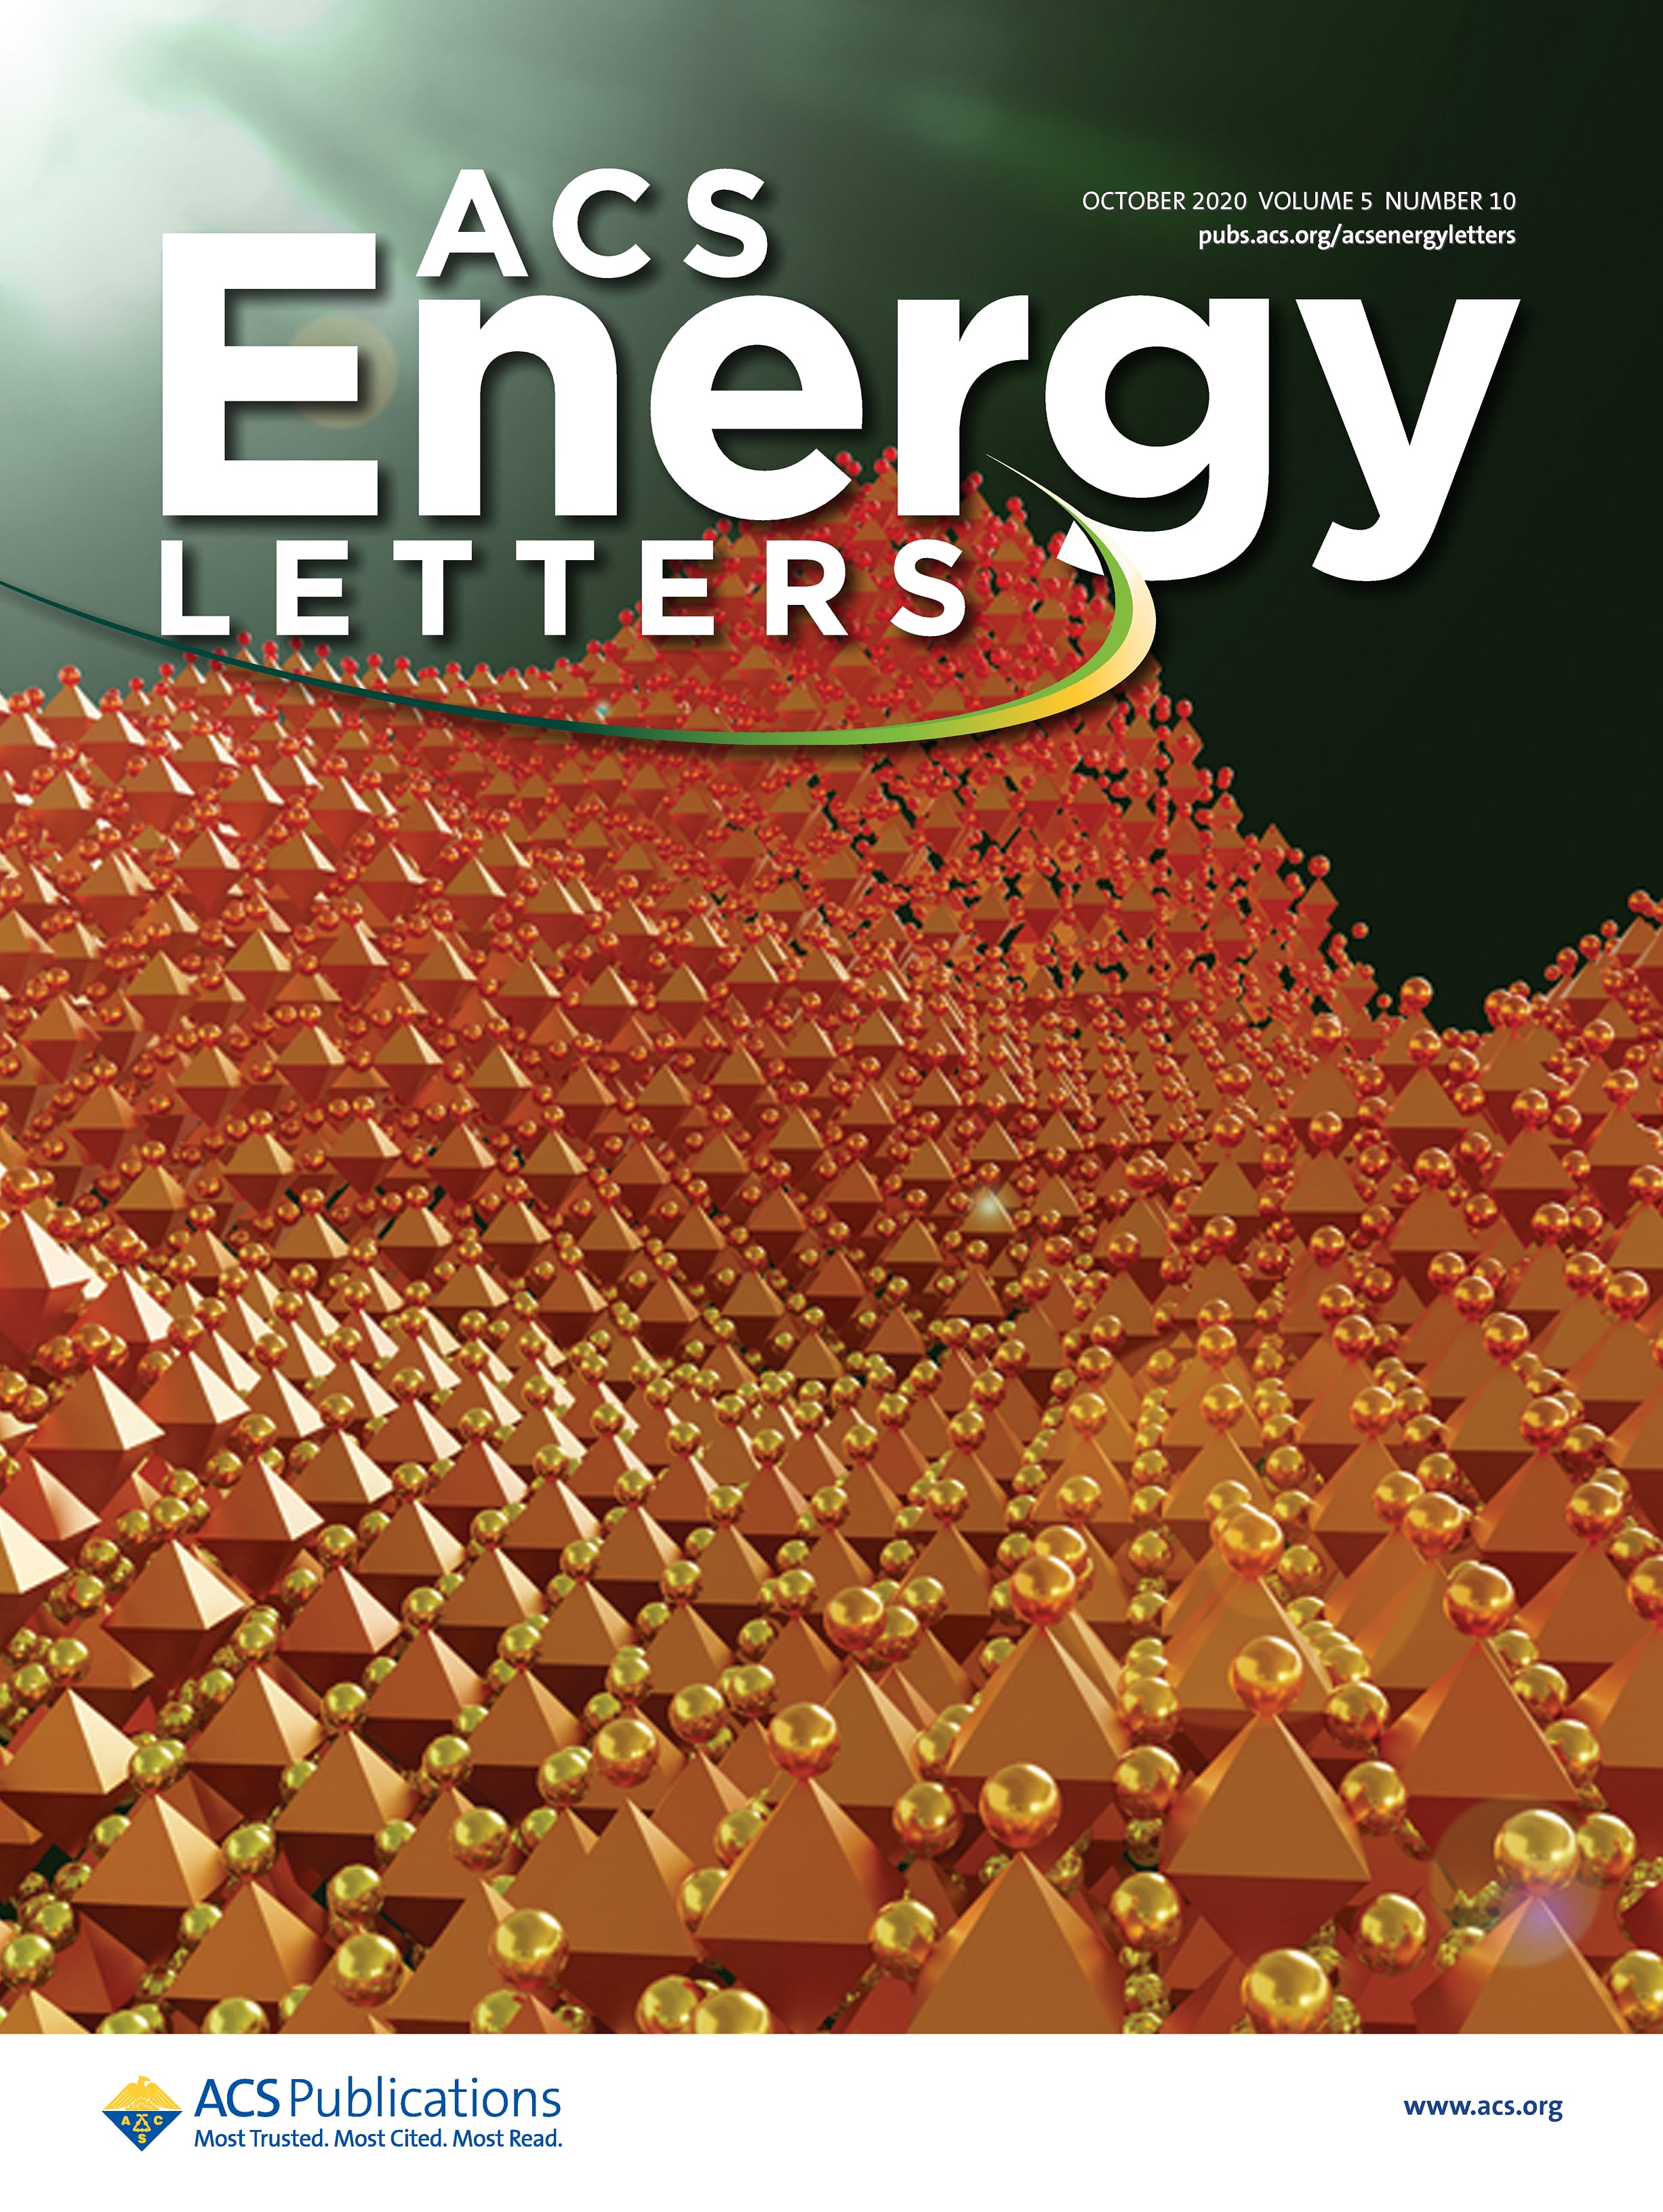 ACS
OCTOBER 2020 VOLUME 5 NUMBER 10
pubs.acs.org/acsenergyletters
Energy
LETTERS
ACS Publications
Most Trusted. Most Cited. Most Read.
A C S
www.acs.org